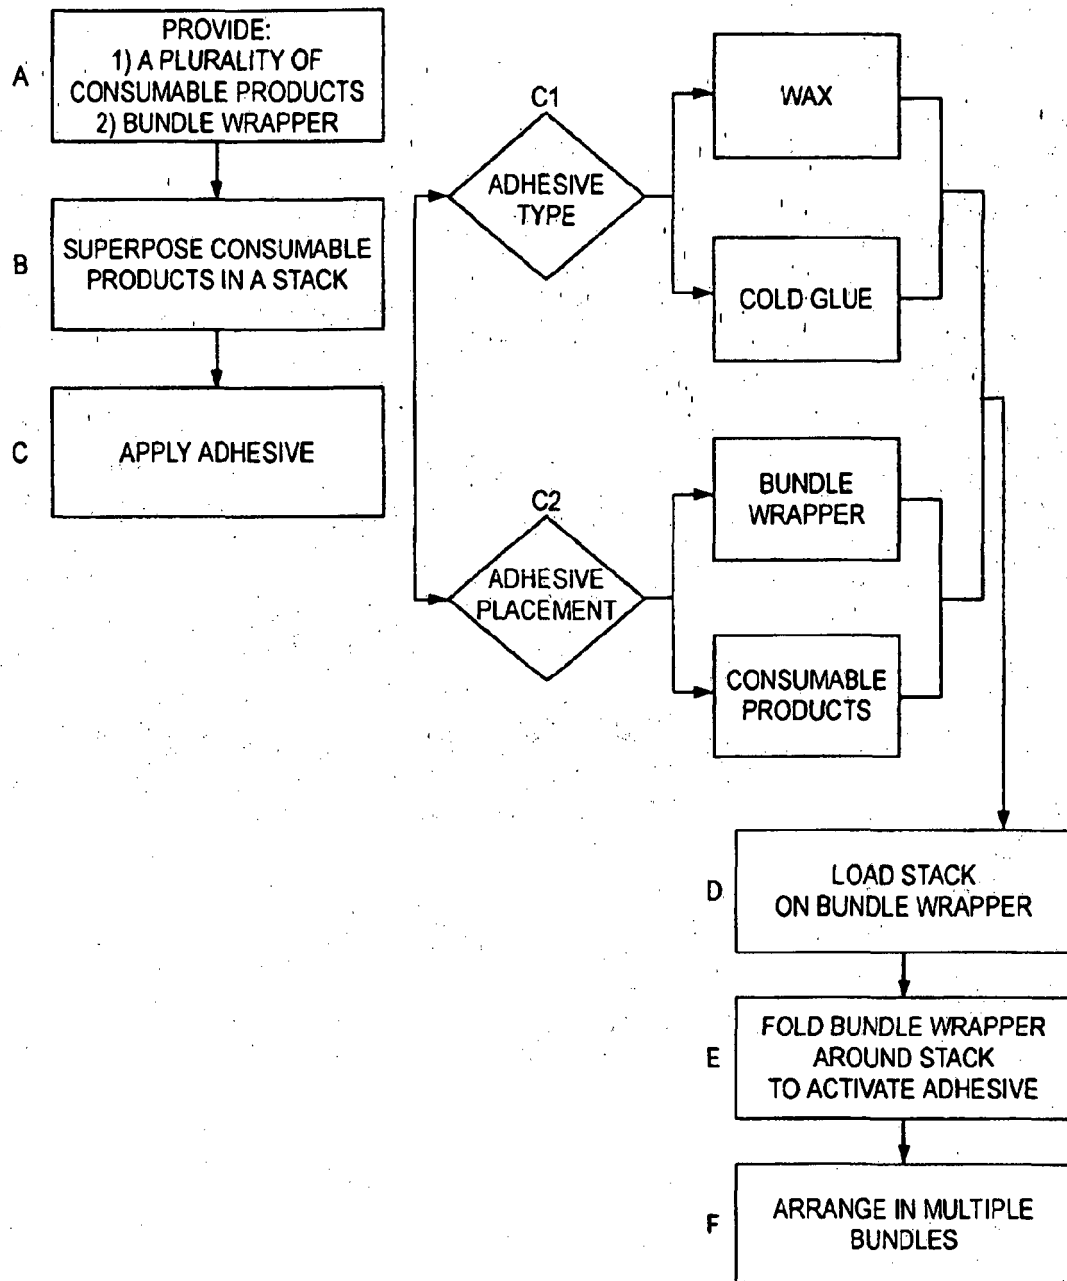 A
PROVIDE:
1) A PLURALITY OF
CONSUMABLE PRODUCTS
2) BUNDLE WRAPPER
B
SUPERPOSE CONSUMABLE
PRODUCTS IN A STACK
C
APPLY ADHESIVE
C1
ADHESIVE
TYPE
WAX
COLD GLUE
C2
ADHESIVE
PLACEMENT
BUNDLE
WRAPPER
CONSUMABLE
PRODUCTS
D
LOAD STACK
ON BUNDLE WRAPPER
E
FOLD BUNDLE WRAPPER
AROUND STACK
TO ACTIVATE ADHESIVE
F
ARRANGE IN MULTIPLE
BUNDLES